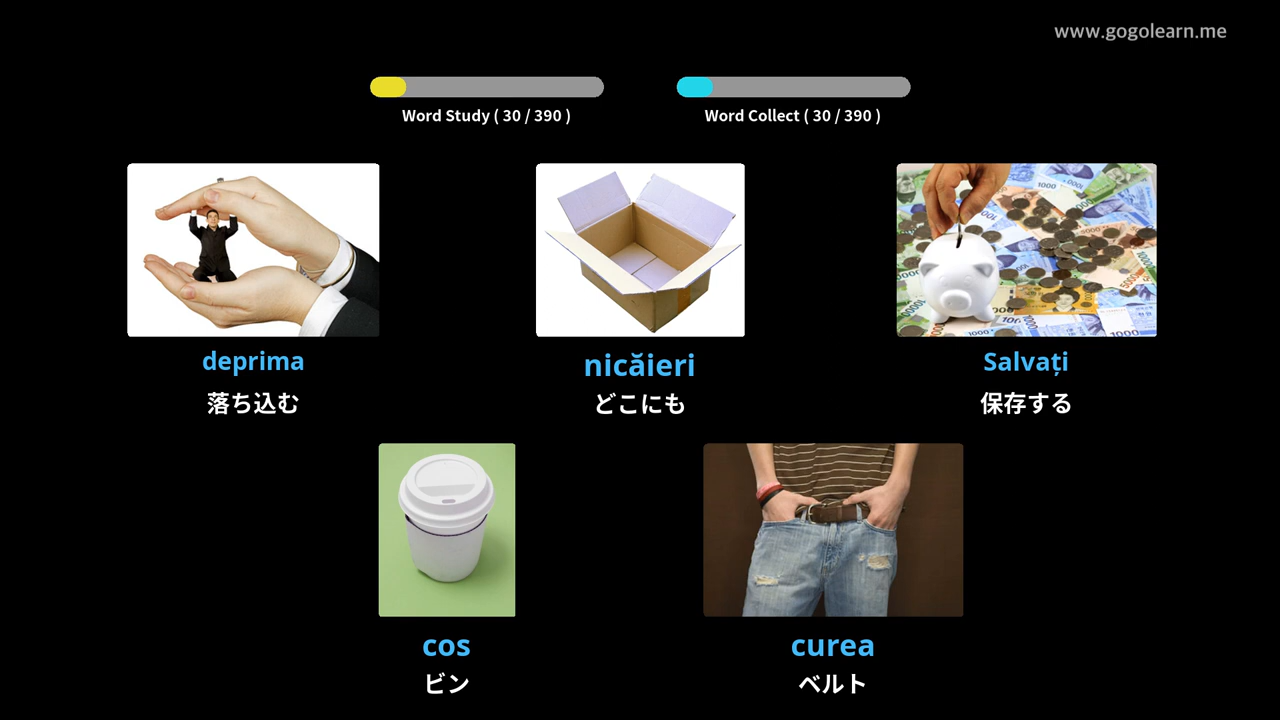 www.gogolearn.me
Word Study ( 30 / 390 )
Word Collect ( 30 / 390 )
deprima
落ち込む
nicăieri
どこにも
Salvați
保存する
cos
ビン
curea
ベルト